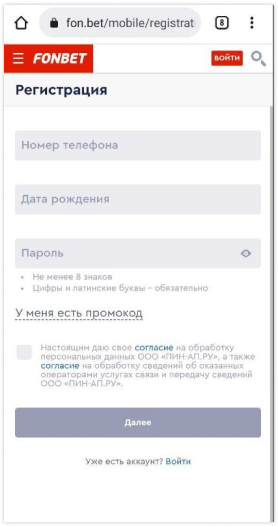 fon.bet/mobile/registrat
8
FONBET
ВОЙТИ
Регистрация
Номер телефона
Дата рождения
Пароль
• Не менее 8 знаков
• Цифры и латинские буквы – обязательно
У меня есть промокод
Настоящим даю свое согласие на обработку
персональных данных ООО «ПИН-АП.РУ», а также
согласие на обработку сведений об оказанных
операторами услугах связи и передачу сведений
ООО «ПИН-АП.РУ».
Далее
Уже есть аккаунт? Войти